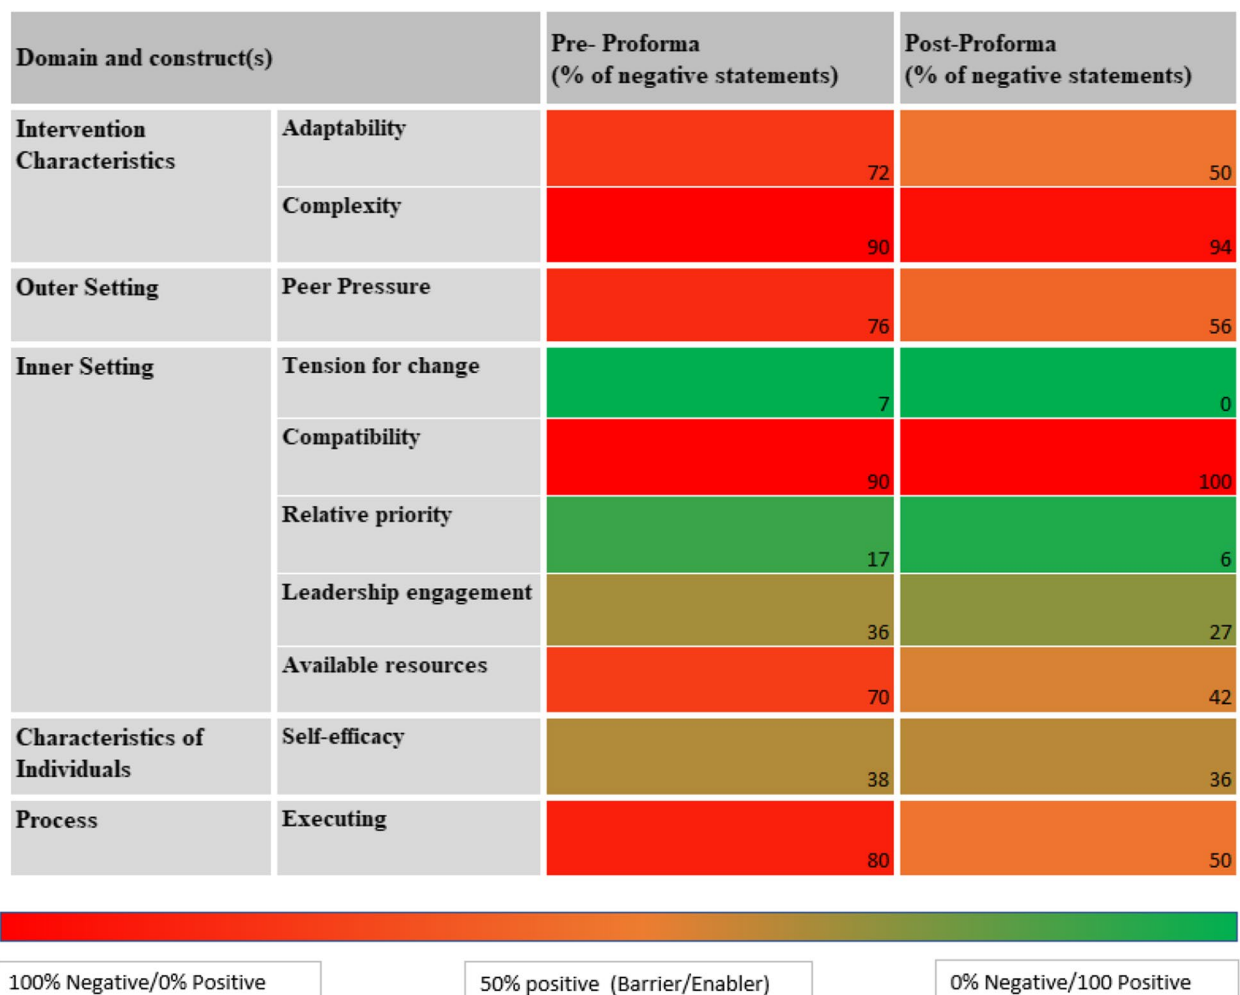 Domain and construct(s)
Pre- Proforma
(% of negative statements)
Post-Proforma
(% of negative statements)
Intervention
Characteristics
Adaptability
72
50
Complexity
90
94
Outer Setting
Peer Pressure
76
56
Inner Setting
Tension for change
7
0
Compatibility
90
100
Relative priority
17
6
Leadership engagement
36
27
Available resources
70
42
Characteristics of
Individuals
Self-efficacy
38
36
Process
Executing
80
50
100% Negative/0% Positive
50% positive (Barrier/Enabler)
0% Negative/100 Positive